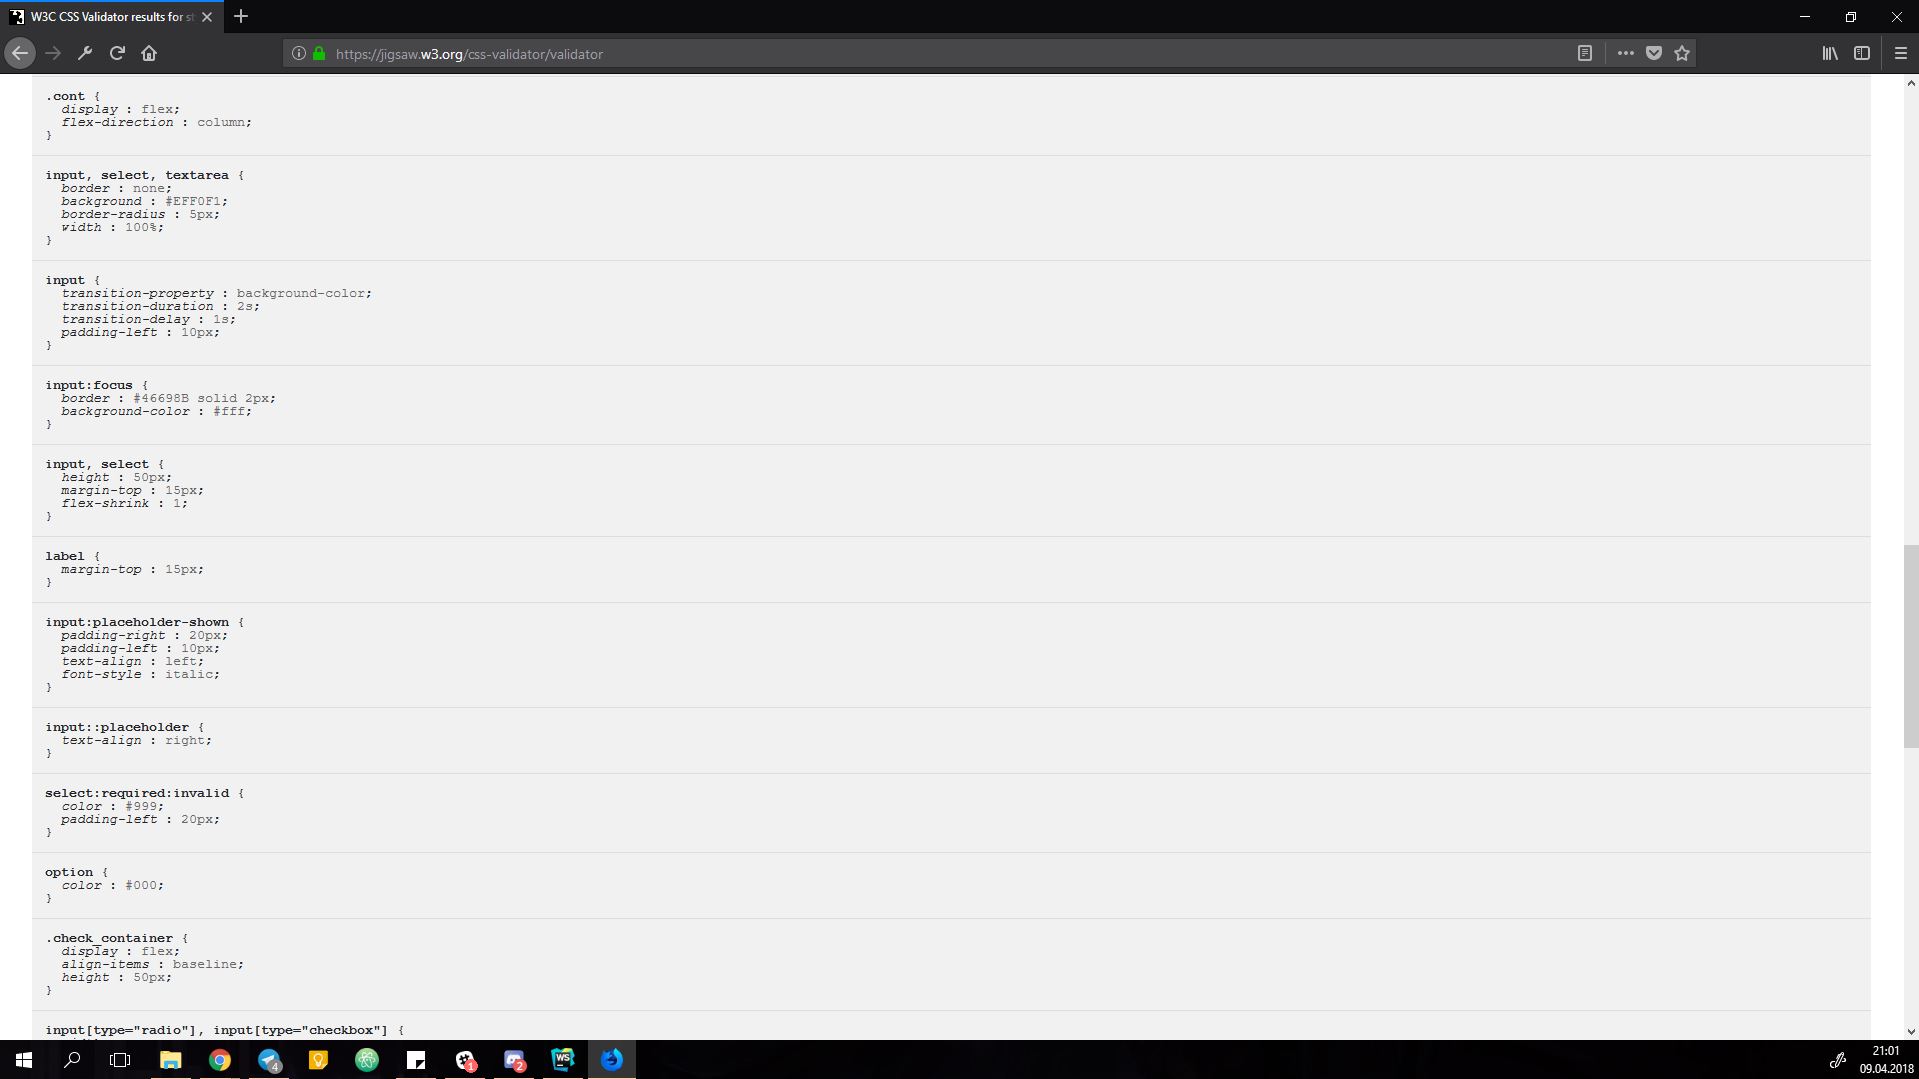 W3C CSS Validator results for st
https://jigsaw.w3.org/css-validator/validator
.cont {
display : flex;
flex-direction : column;
}
input, select, textarea {
border : none;
background : #EFF0F1;
border-radius : 5px;
width : 100%;
}
input {
transition-property : background-color;
transition-duration : 2s;
transition-delay : 1s;
padding-left : 10px;
}
input:focus {
border : #46698B solid 2px;
background-color : #fff;
}
input, select {
height : 50px;
margin-top : 15px;
flex-shrink : 1;
}
label {
margin-top : 15px;
}
input:placeholder-shown {
padding-right : 20px;
padding-left : 10px;
text-align : left;
font-style : italic;
}
input::placeholder {
text-align : right;
}
select:required:invalid {
color : #999;
padding-left : 20px;
}
option {
color : #000;
}
.check_container {
display : flex;
align-items : baseline;
height : 50px;
}
input[type="radio"], input[type="checkbox"] {
4
1
2
WS
21:01
09.04.2018